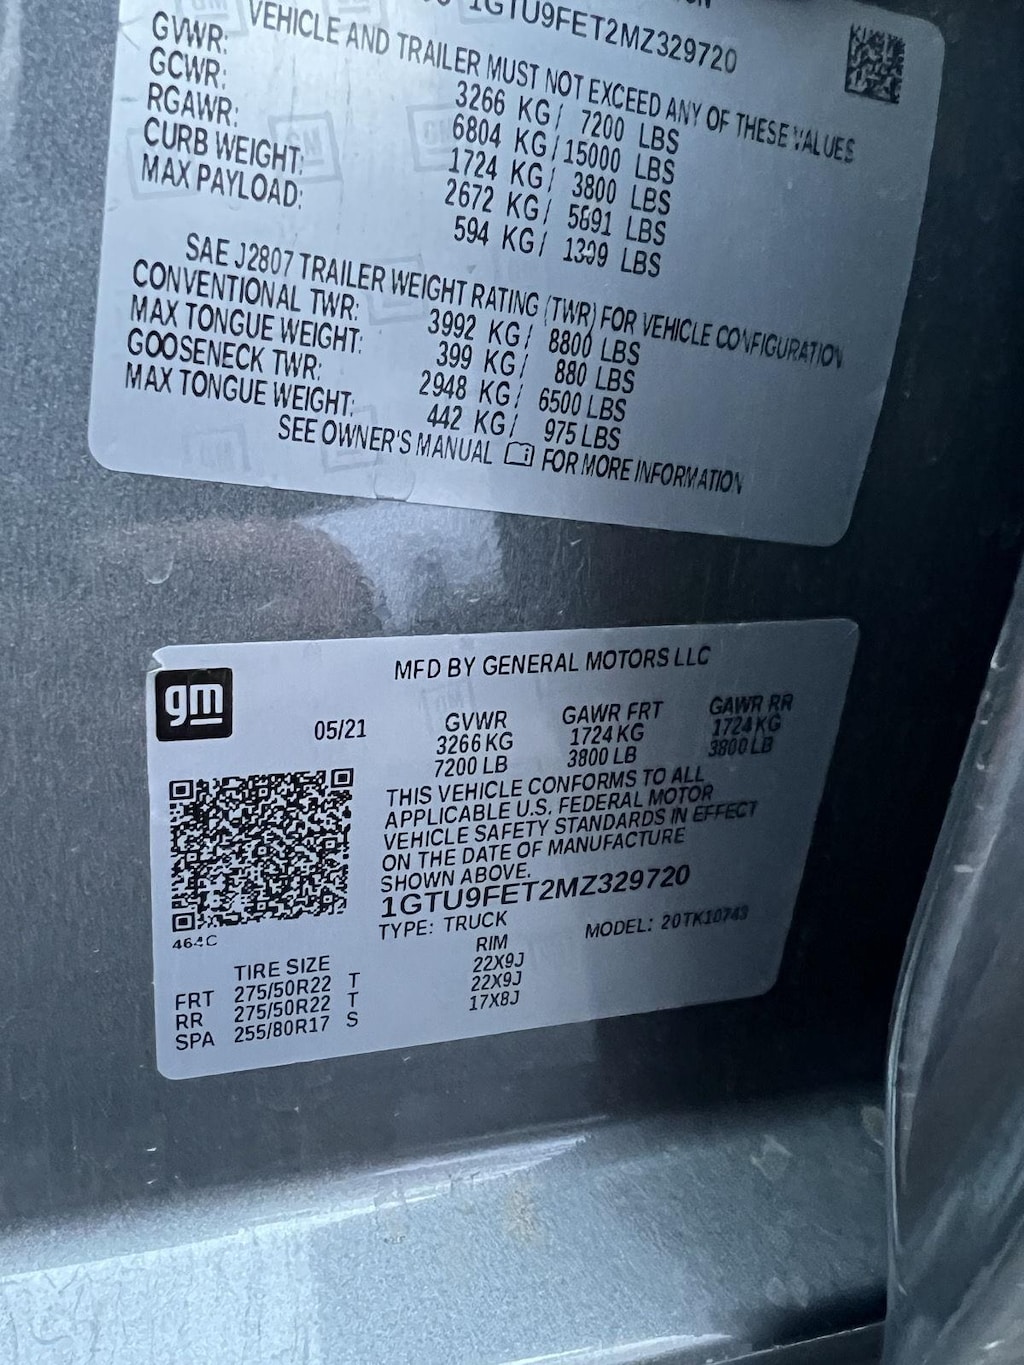 1GTU9FET2MZ329720
VEHICLE AND TRAILER MUST NOT EXCEED ANY OF THESE VALUES
GVWR: 3266 KG/ 7200 LBS
GCWR: 6804 KG/ 15000 LBS
RGAWR: 1724 KG/ 3800 LBS
CURB WEIGHT: 2672 KG/ 5891 LBS
MAX PAYLOAD: 594 KG/ 1309 LBS
SAE J2807 TRAILER WEIGHT RATING (TWR) FOR VEHICLE CONFIGURATION
CONVENTIONAL TWR: 3992 KG/ 8800 LBS
MAX TONGUE WEIGHT: 399 KG/ 880 LBS
GOOSENECK TWR: 2948 KG/ 6500 LBS
MAX TONGUE WEIGHT: 442 KG/ 975 LBS
SEE OWNER'S MANUAL FOR MORE INFORMATION
gm
MFD BY GENERAL MOTORS LLC
05/21
GVWR GAWR FRT GAWR RR
3266 KG 1724 KG 1724 KG
7200 LB 3800 LB 3800 LB
THIS VEHICLE CONFORMS TO ALL
APPLICABLE U.S. FEDERAL MOTOR
VEHICLE SAFETY STANDARDS IN EFFECT
ON THE DATE OF MANUFACTURE
SHOWN ABOVE.
1GTU9FET2MZ329720
TYPE: TRUCK MODEL: 20TK10743
464C
TIRE SIZE RIM
FRT 275/50R22 T 22X9J
RR 275/50R22 T 22X9J
SPA 255/80R17 S 17X8J